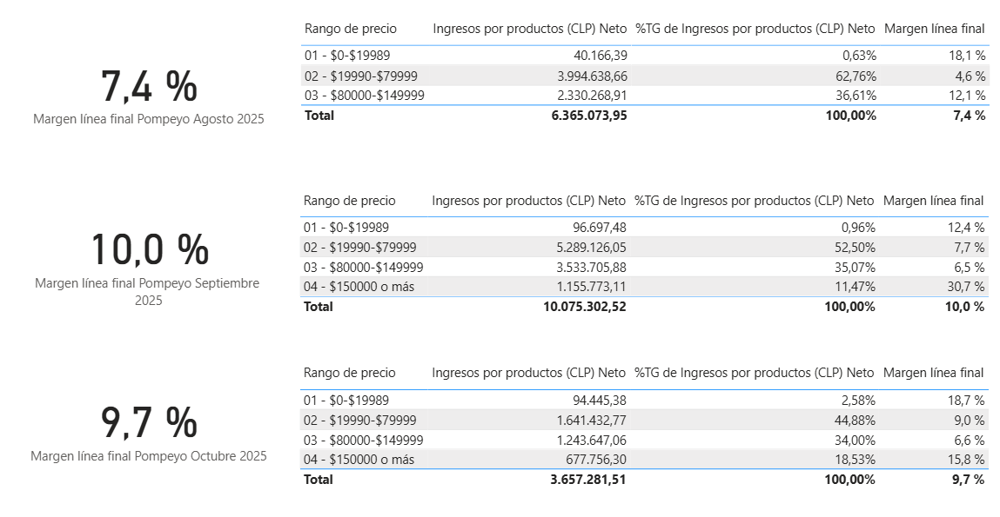 Rango de precio Ingresos por productos (CLP) Neto %TG de Ingresos por productos (CLP) Neto Margen línea final
01 - $0-$19989 40.166,39 0,63% 18,1 %
02 - $19990-$79999 3.994.638,66 62,76% 4,6 %
03 - $80000-$149999 2.330.268,91 36,61% 12,1 %
Total 6.365.073,95 100,00% 7,4 %
7,4 %
Margen línea final Pompeyo Agosto 2025
Rango de precio Ingresos por productos (CLP) Neto %TG de Ingresos por productos (CLP) Neto Margen línea final
01 - $0-$19989 96.697,48 0,96% 12,4 %
02 - $19990-$79999 5.289.126,05 52,50% 7,7 %
03 - $80000-$149999 3.533.705,88 35,07% 6,5 %
04 - $150000 o más 1.155.773,11 11,47% 30,7 %
Total 10.075.302,52 100,00% 10,0 %
10,0 %
Margen línea final Pompeyo Septiembre
2025
Rango de precio Ingresos por productos (CLP) Neto %TG de Ingresos por productos (CLP) Neto Margen línea final
01 - $0-$19989 94.445,38 2,58% 18,7 %
02 - $19990-$79999 1.641.432,77 44,88% 9,0 %
03 - $80000-$149999 1.243.647,06 34,00% 6,6 %
04 - $150000 o más 677.756,30 18,53% 15,8 %
Total 3.657.281,51 100,00% 9,7 %
9,7 %
Margen línea final Pompeyo Octubre 2025